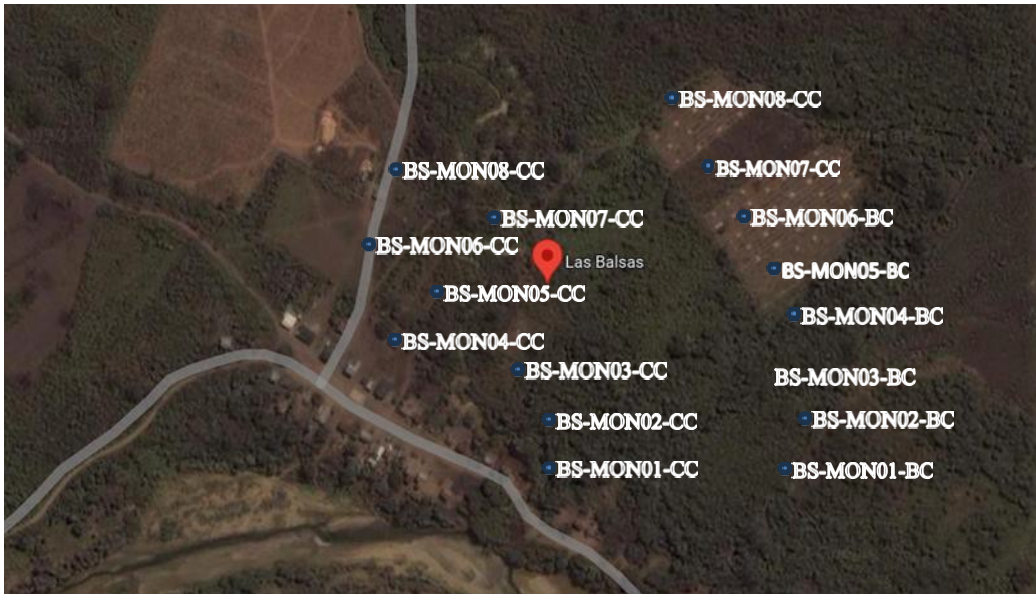 BS-MON08-CC
BS-MON07-CC
BS-MON08-CC
BS-MON06-BC
BS-MON07-CC
BS-MON06-CC
Las Balsas
BS-MON05-BC
BS-MON05-CC
BS-MON04-BC
BS-MON04-CC
BS-MON03-CC
BS-MON03-BC
BS-MON02-CC
BS-MON02-BC
BS-MON01-CC
BS-MON01-BC